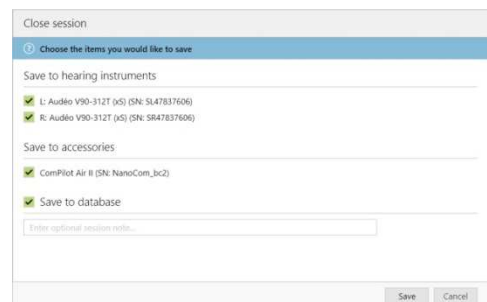 Close session
Choose the items you would like to save
Save to hearing instruments
L: Audéo V90-312T (xS) (SN: SL47837606)
R: Audéo V90-312T (xS) (SN: SR47837606)
Save to accessories
ComPilot Air II (SN: NanoCom_bc2)
Save to database
Enter optional session note...
Save Cancel